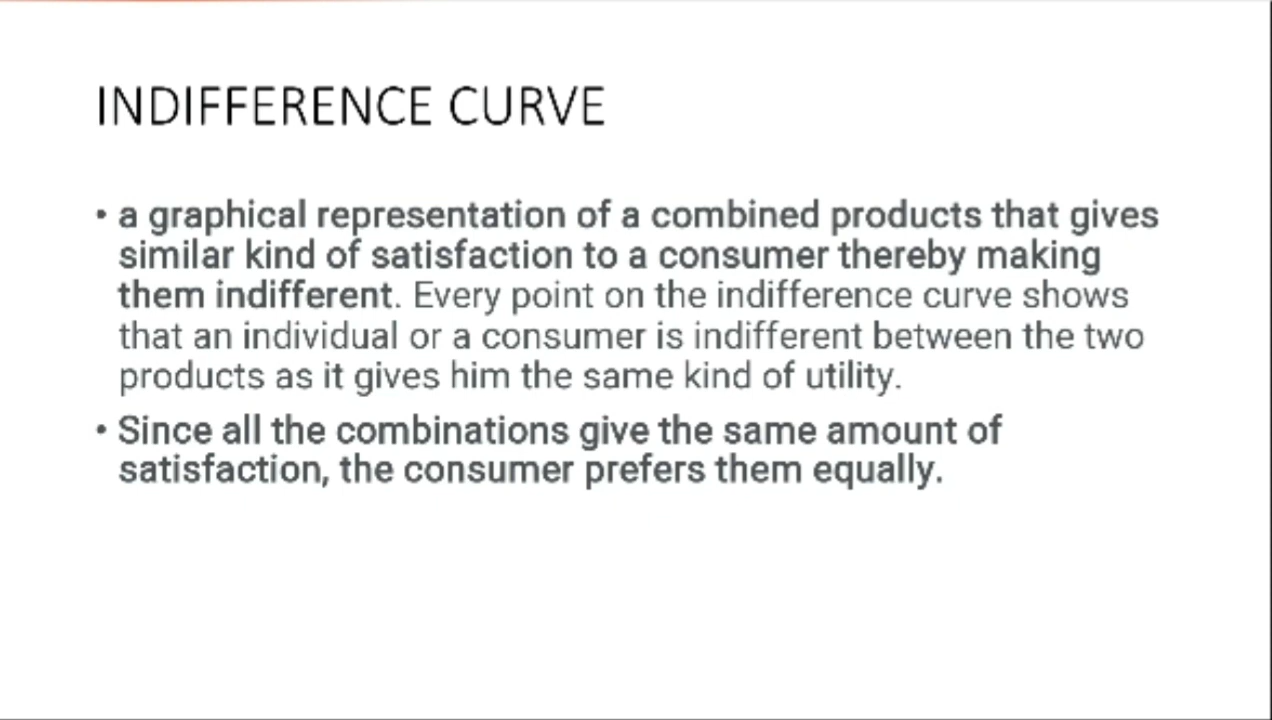 INDIFFERENCE CURVE
• a graphical representation of a combined products that gives
similar kind of satisfaction to a consumer thereby making
them indifferent. Every point on the indifference curve shows
that an individual or a consumer is indifferent between the two
products as it gives him the same kind of utility.
• Since all the combinations give the same amount of
satisfaction, the consumer prefers them equally.